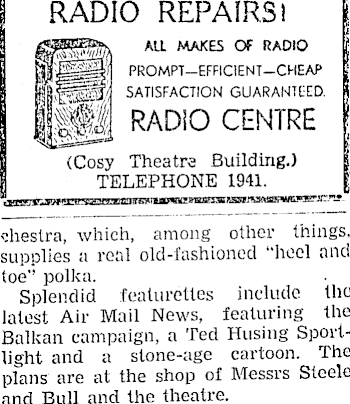 RADIO REPAIRS!
ALL MAKES OF RADIO
PROMPT—EFFICIENT—CHEAP
SATISFACTION GUARANTEED.
RADIO CENTRE
(Cosy Theatre Building.)
TELEPHONE 1941.
chestra, which, among other things,
supplies a real old-fashioned "heel and
toe" polka.
Splendid featurettes include the
latest Air Mail News, featuring the
Balkan campaign, a Ted Husing Sport-
light and a stone-age cartoon. The
plans are at the shop of Messrs Steele
and Bull and the theatre.